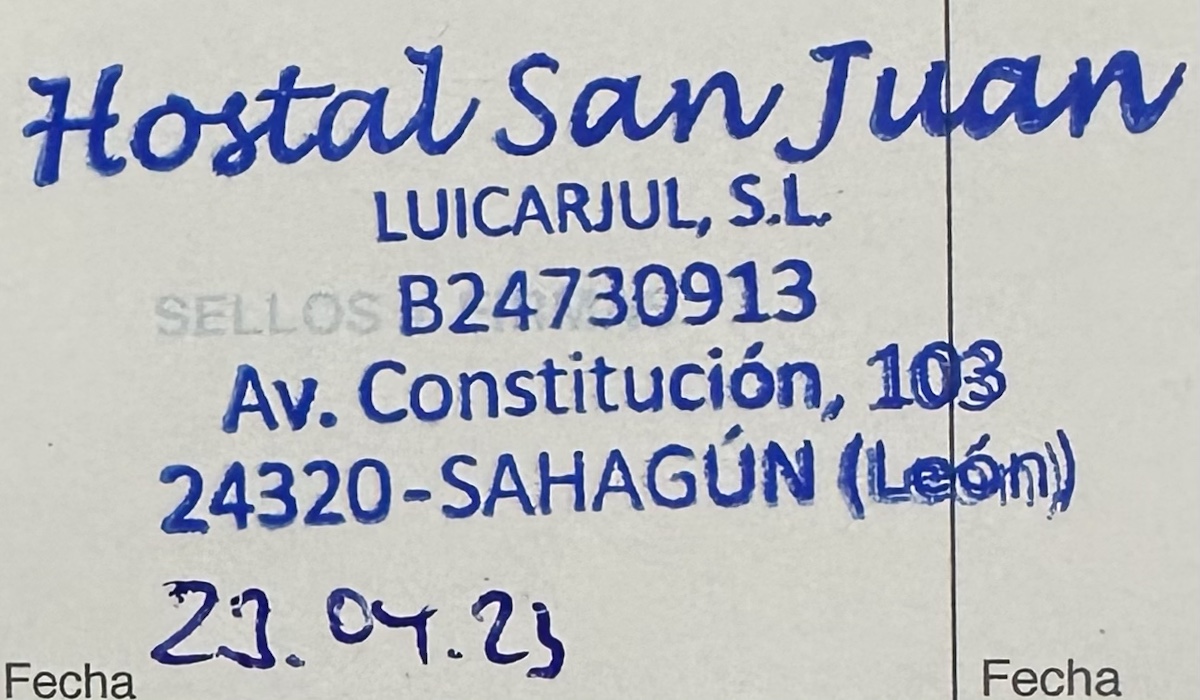 Hostal San Juan
LUICARJUL, S.L.
B24730913
SELLOS
Av. Constitución, 103
24320-SAHAGÚN (León)
23.04.23
Fecha
Fecha